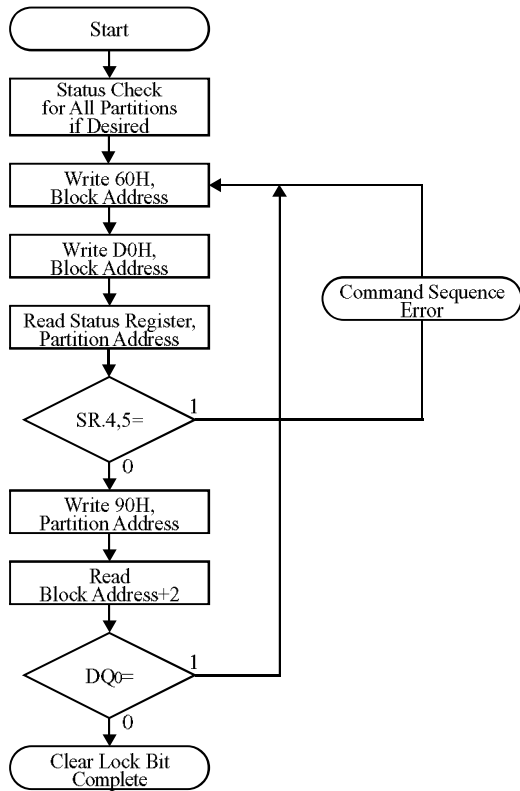 Start
Status Check
for All Partitions
if Desired
Write 60H,
Block Address
Write D0H,
Block Address
Command Sequence
Error
Read Status Register,
Partition Address
SR.4,5=
1
0
Write 90H,
Partition Address
Read
Block Address+2
DQ0=
1
0
Clear Lock Bit
Complete